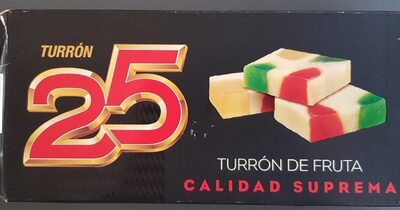 TURRÓN
25
TURRÓN DE FRUTA
CALIDAD SUPREMA